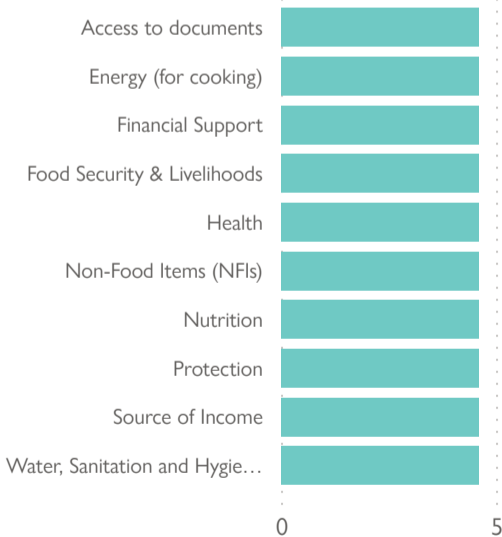 Access to documents
Energy (for cooking)
Financial Support
Food Security & Livelihoods
Health
Non-Food Items (NFIs)
Nutrition
Protection
Source of Income
Water, Sanitation and Hygie…
0 5